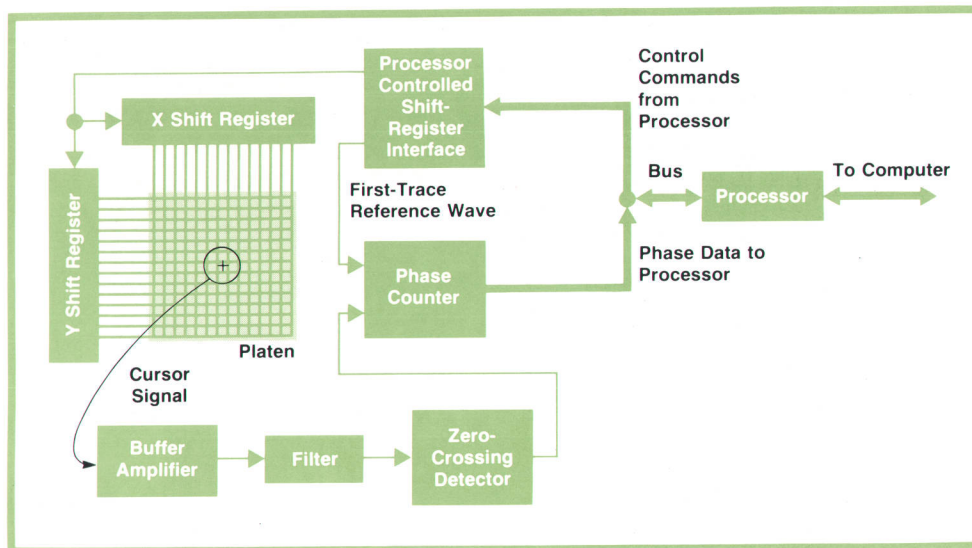 Processor
Controlled
Shift-
Register
Interface
Control
Commands
from
Processor
X Shift Register
Y Shift Register
First-Trace
Reference Wave
Bus
Processor
To Computer
Phase
Counter
Phase Data to
Processor
Platen
Cursor
Signal
Buffer
Amplifier
Filter
Zero-
Crossing
Detector